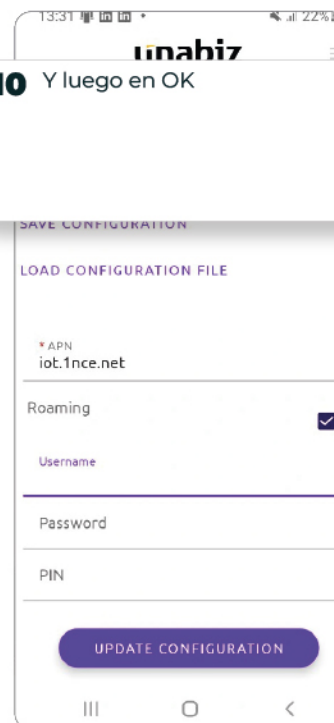 13:31
22%
unabiz
10 Y luego en OK
SAVE CONFIGURATION
LOAD CONFIGURATION FILE
* APN
iot.1nce.net
Roaming
Username
Password
PIN
UPDATE CONFIGURATION